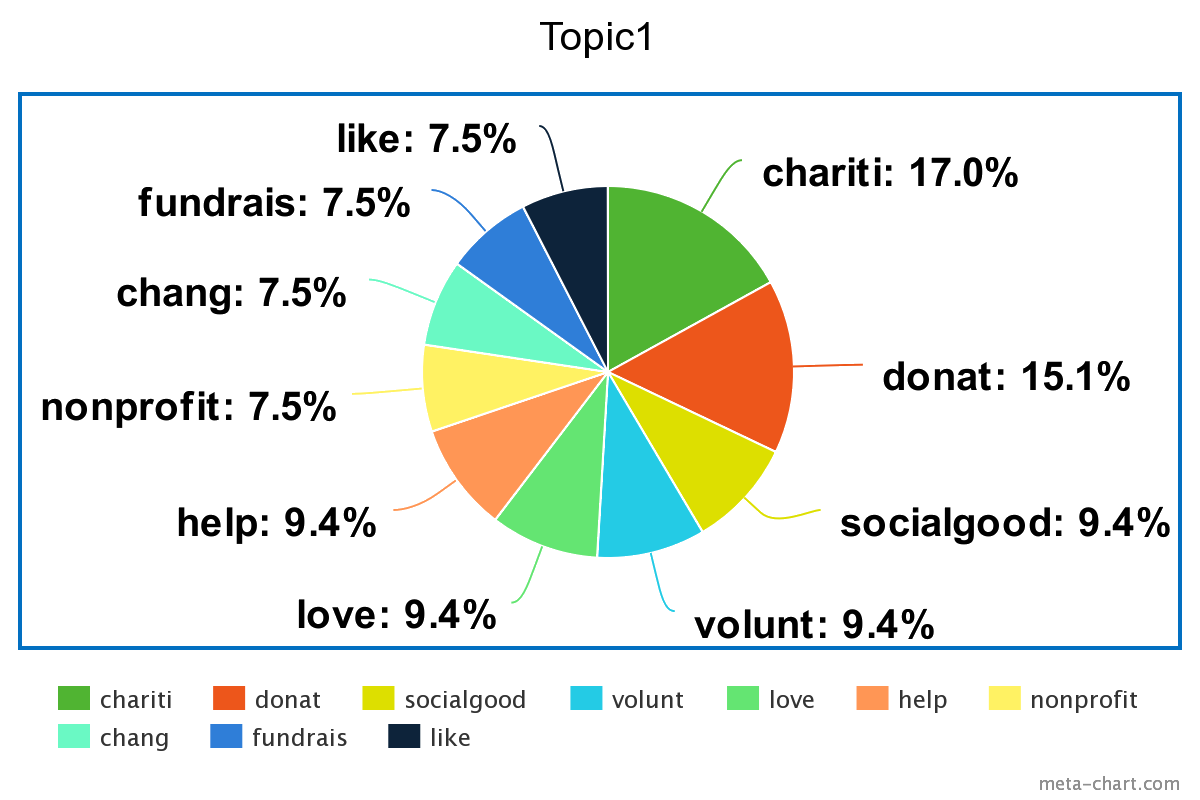 Topic1
like: 7.5%
chariti: 17.0%
fundrais: 7.5%
chang: 7.5%
donat: 15.1%
nonprofit: 7.5%
help: 9.4%
socialgood: 9.4%
love: 9.4%
volunt: 9.4%
chariti donat socialgood volunt love help nonprofit
chang fundrais like
meta-chart.com